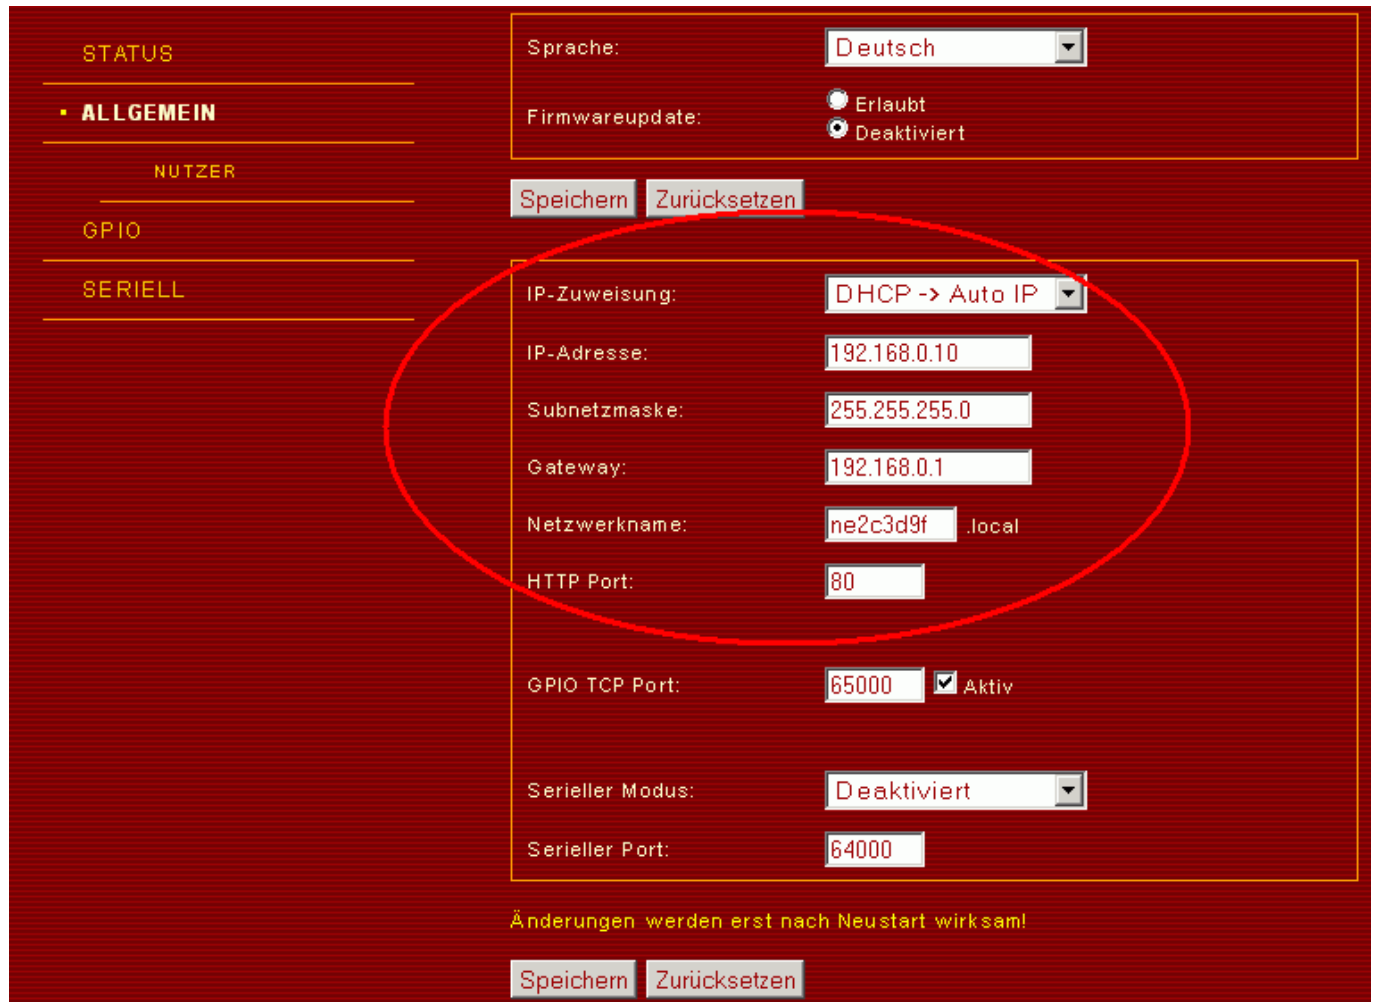 STATUS
ALLGEMEIN
NUTZER
GPIO
SERIELL
Sprache: Deutsch
Firmwareupdate: Erlaubt
Deaktiviert
Speichern Zurücksetzen
IP-Zuweisung: DHCP -> Auto IP
IP-Adresse: 192.168.0.10
Subnetzmaske: 255.255.255.0
Gateway: 192.168.0.1
Netzwerkname: ne2c3d9f .local
HTTP Port: 80
GPIO TCP Port: 65000 Aktiv
Serieller Modus: Deaktiviert
Serieller Port: 64000
Änderungen werden erst nach Neustart wirksam!
Speichern Zurücksetzen